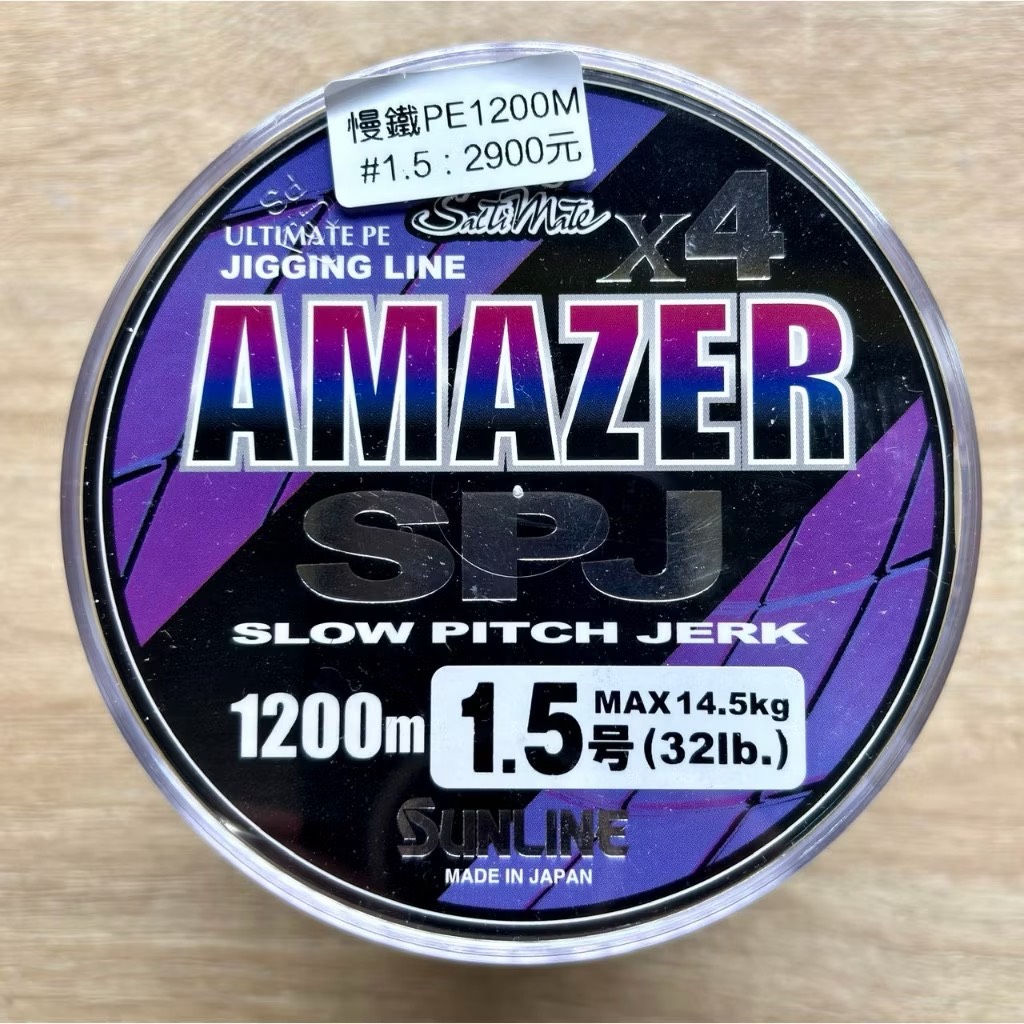 慢鐵PE1200M
#1.5：2900元
SaltiMate
ULTIMATE PE
JIGGING LINE
x4
AMAZER
SPJ
SLOW PITCH JERK
1200m
1.5号
MAX 14.5kg
(32lb.)
SUNLINE
MADE IN JAPAN